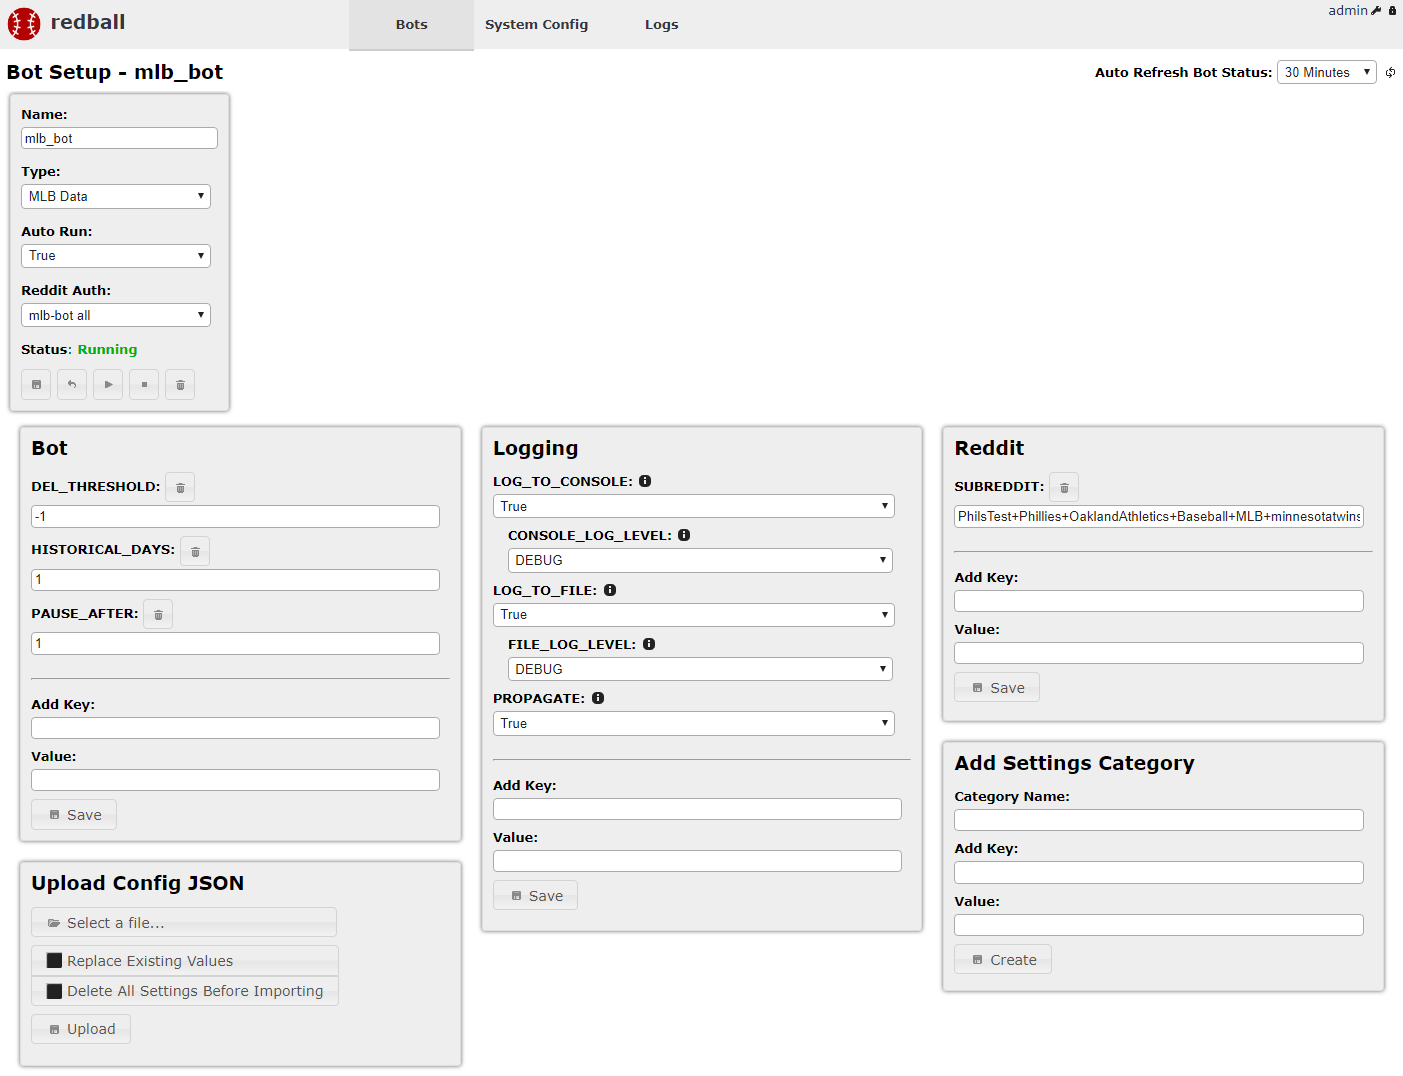 redball
Bots
System Config
Logs
admin
Bot Setup - mlb_bot
Auto Refresh Bot Status:
30 Minutes
Name:
mlb_bot
Type:
MLB Data
Auto Run:
True
Reddit Auth:
mlb-bot all
Status: Running
Bot
DEL_THRESHOLD:
-1
HISTORICAL_DAYS:
1
PAUSE_AFTER:
1
Add Key:
Value:
Save
Upload Config JSON
Select a file...
Replace Existing Values
Delete All Settings Before Importing
Upload
Logging
LOG_TO_CONSOLE:
True
CONSOLE_LOG_LEVEL:
DEBUG
LOG_TO_FILE:
True
FILE_LOG_LEVEL:
DEBUG
PROPAGATE:
True
Add Key:
Value:
Save
Reddit
SUBREDDIT:
PhilsTest+Phillies+OaklandAthletics+Baseball+MLB+minnesotatwins
Add Key:
Value:
Save
Add Settings Category
Category Name:
Add Key:
Value:
Create